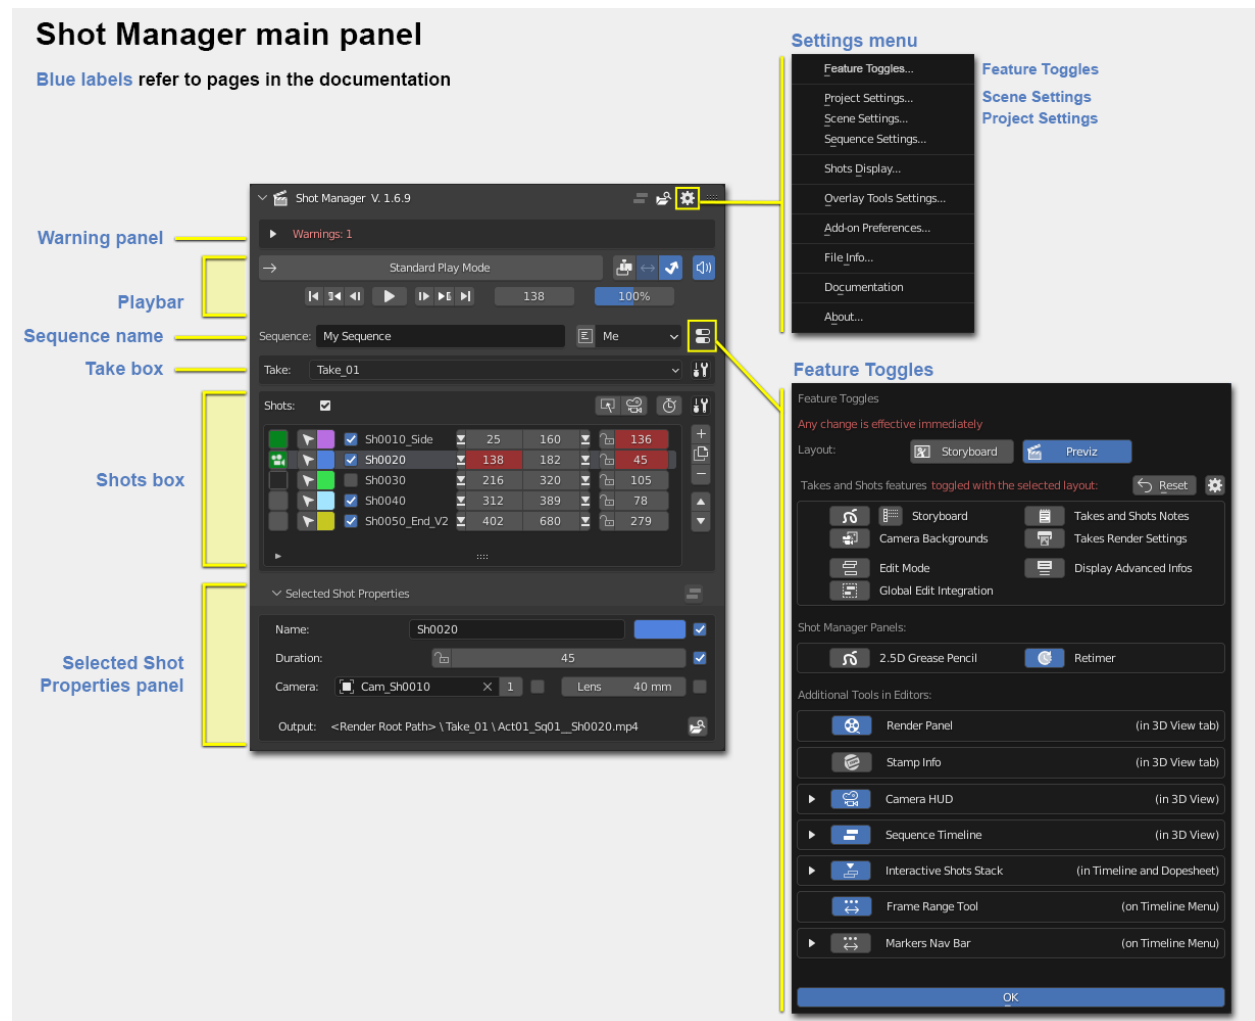 Shot Manager main panel
Blue labels refer to pages in the documentation
Settings menu
Feature Toggles...
Project Settings...
Scene Settings...
Sequence Settings...
Shots Display...
Overlay Tools Settings...
Add-on Preferences...
File Info...
Documentation
About...
Feature Toggles
Scene Settings
Project Settings
Shot Manager V. 1.6.9
Warning panel
Warnings: 1
Playbar
Standard Play Mode
138 100%
Sequence name
Sequence: My Sequence Me
Take box
Take: Take_01
Shots box
Shots:
Sh0010_Side 25 160 136
Sh0020 138 182 45
Sh0030 216 320 105
Sh0040 312 389 78
Sh0050_End_V2 402 680 279
Selected Shot
Properties panel
Selected Shot Properties
Name: Sh0020
Duration: 45
Camera: Cam_Sh0010 1 Lens 40 mm
Output: <Render Root Path> \ Take_01 \ Act01_Sq01__Sh0020.mp4
Feature Toggles
Feature Toggles
Any change is effective immediately
Layout: Storyboard Previz
Takes and Shots features toggled with the selected layout: Reset
Storyboard Takes and Shots Notes
Camera Backgrounds Takes Render Settings
Edit Mode Display Advanced Infos
Global Edit Integration
Shot Manager Panels:
2.5D Grease Pencil Retimer
Additional Tools in Editors:
Render Panel (in 3D View tab)
Stamp Info (in 3D View tab)
Camera HUD (in 3D View)
Sequence Timeline (in 3D View)
Interactive Shots Stack (in Timeline and Dopesheet)
Frame Range Tool (on Timeline Menu)
Markers Nav Bar (on Timeline Menu)
OK